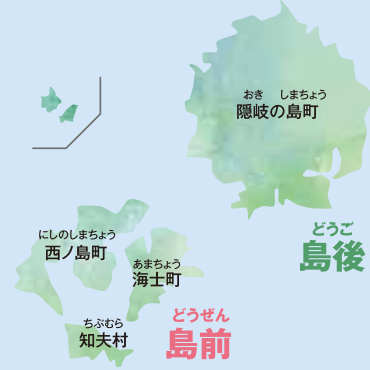 おき しまちょう
隠岐の島町
どうご
島後
にしのしまちょう
西ノ島町
あまちょう
海士町
ちぶむら
知夫村
どうぜん
島前